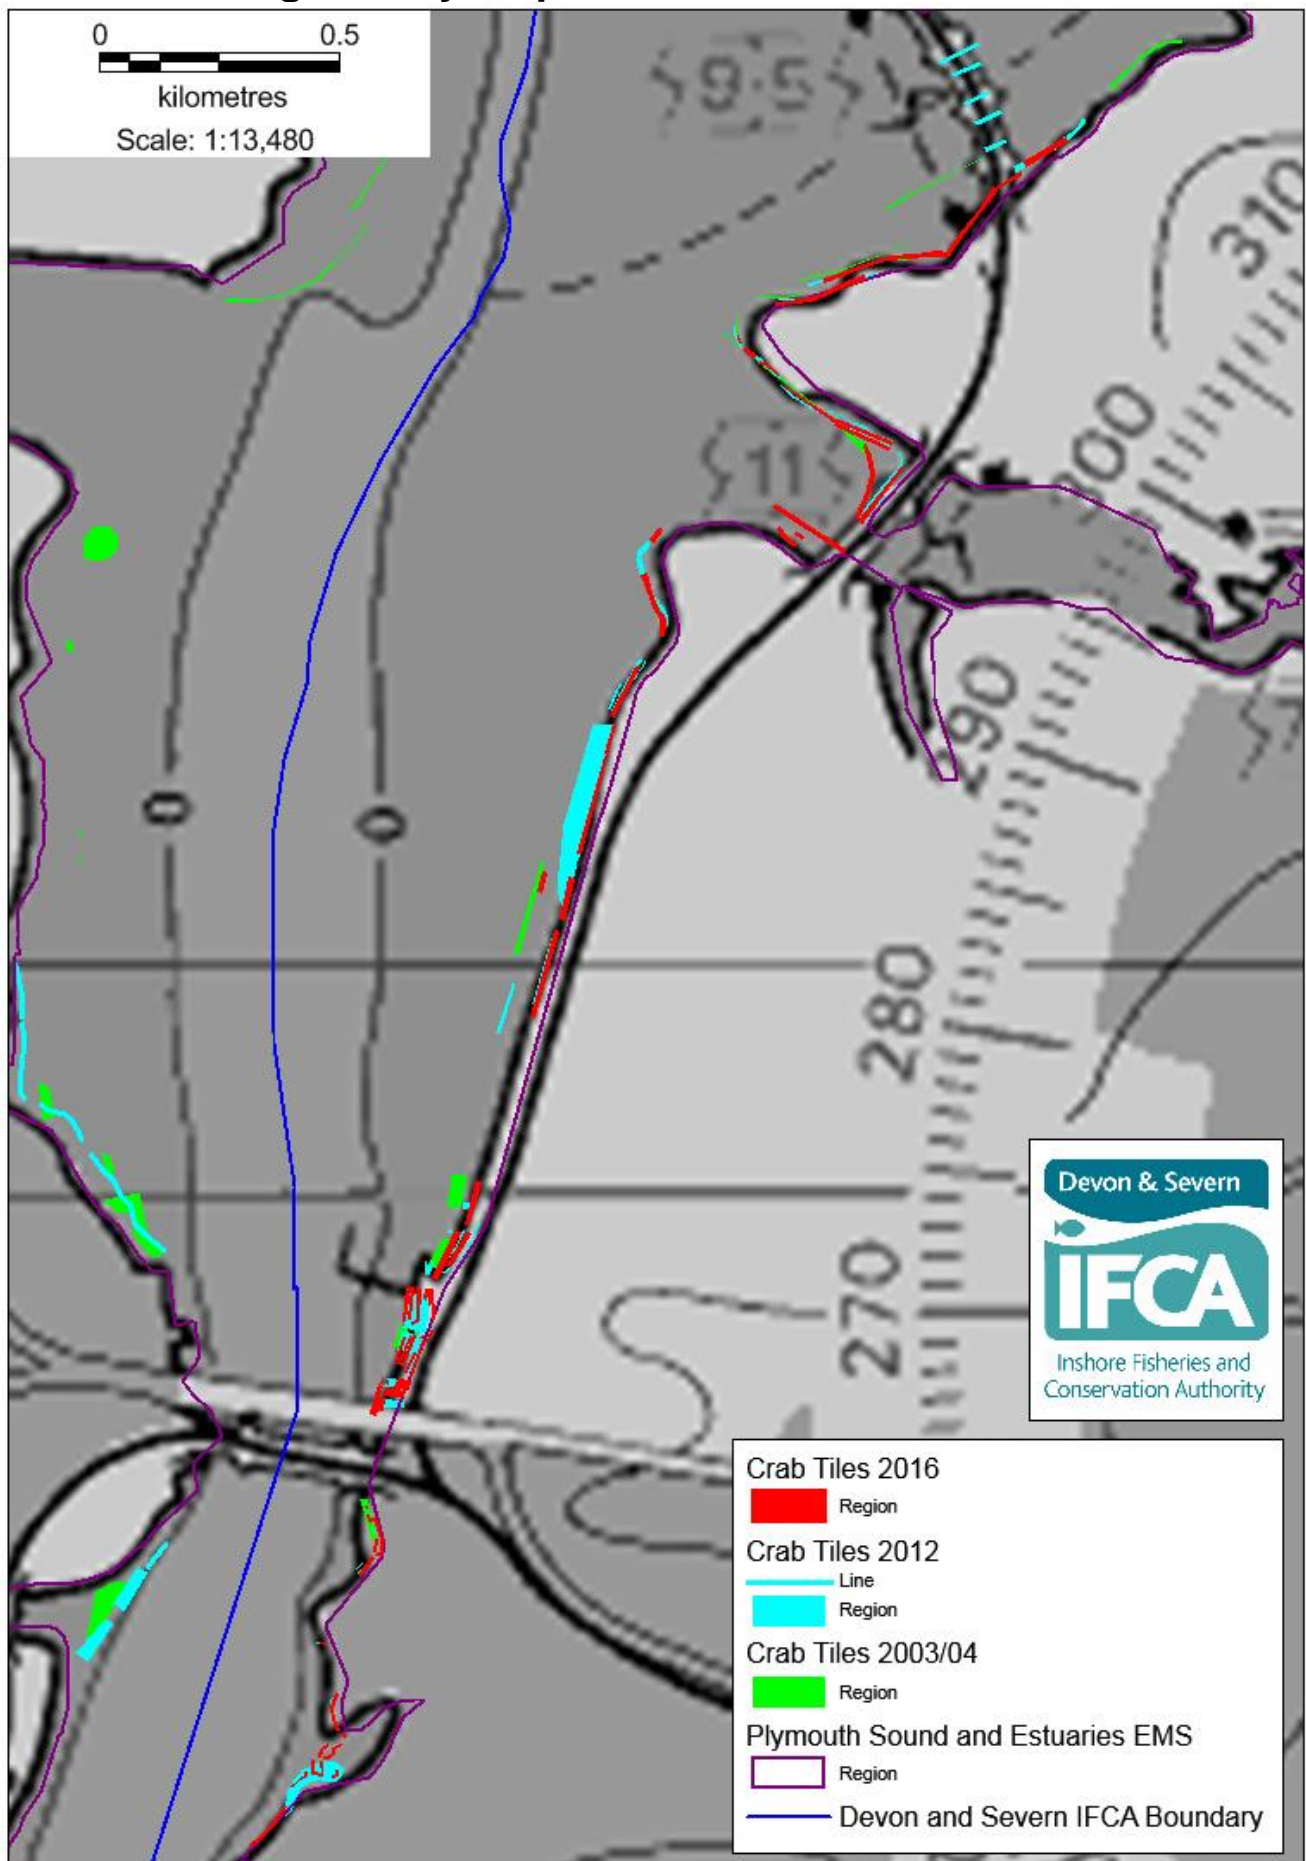 0 0.5
kilometres
Scale: 1:13,480
9.5
310
300
11
290
0
0
280
270
Devon & Severn
IFCA
Inshore Fisheries and
Conservation Authority
Crab Tiles 2016
Region
Crab Tiles 2012
Line
Region
Crab Tiles 2003/04
Region
Plymouth Sound and Estuaries EMS
Region
Devon and Severn IFCA Boundary